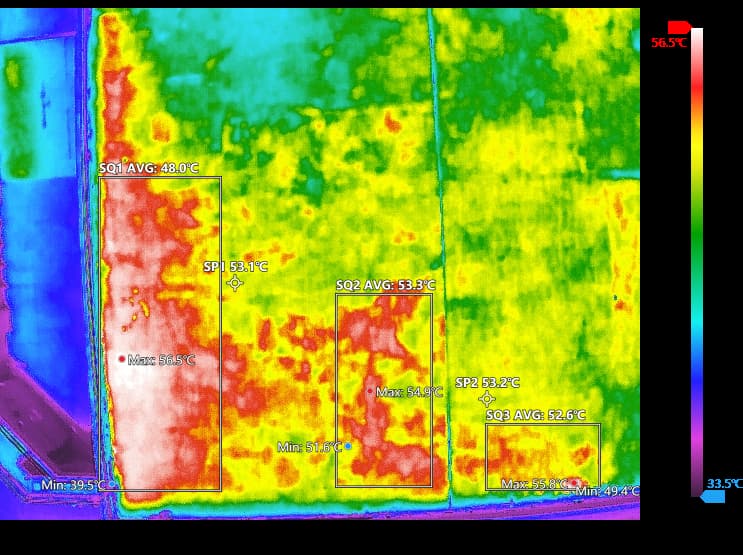 56.5℃
SQ1 AVG: 48.0℃
SP1 53.1℃
SQ2 AVG: 53.3℃
Max: 56.5℃
SP2 53.2℃
Max: 54.9℃
SQ3 AVG: 52.6℃
Min: 51.6℃
Min: 39.5℃
Max: 55.8℃
Min: 49.4℃
33.5℃